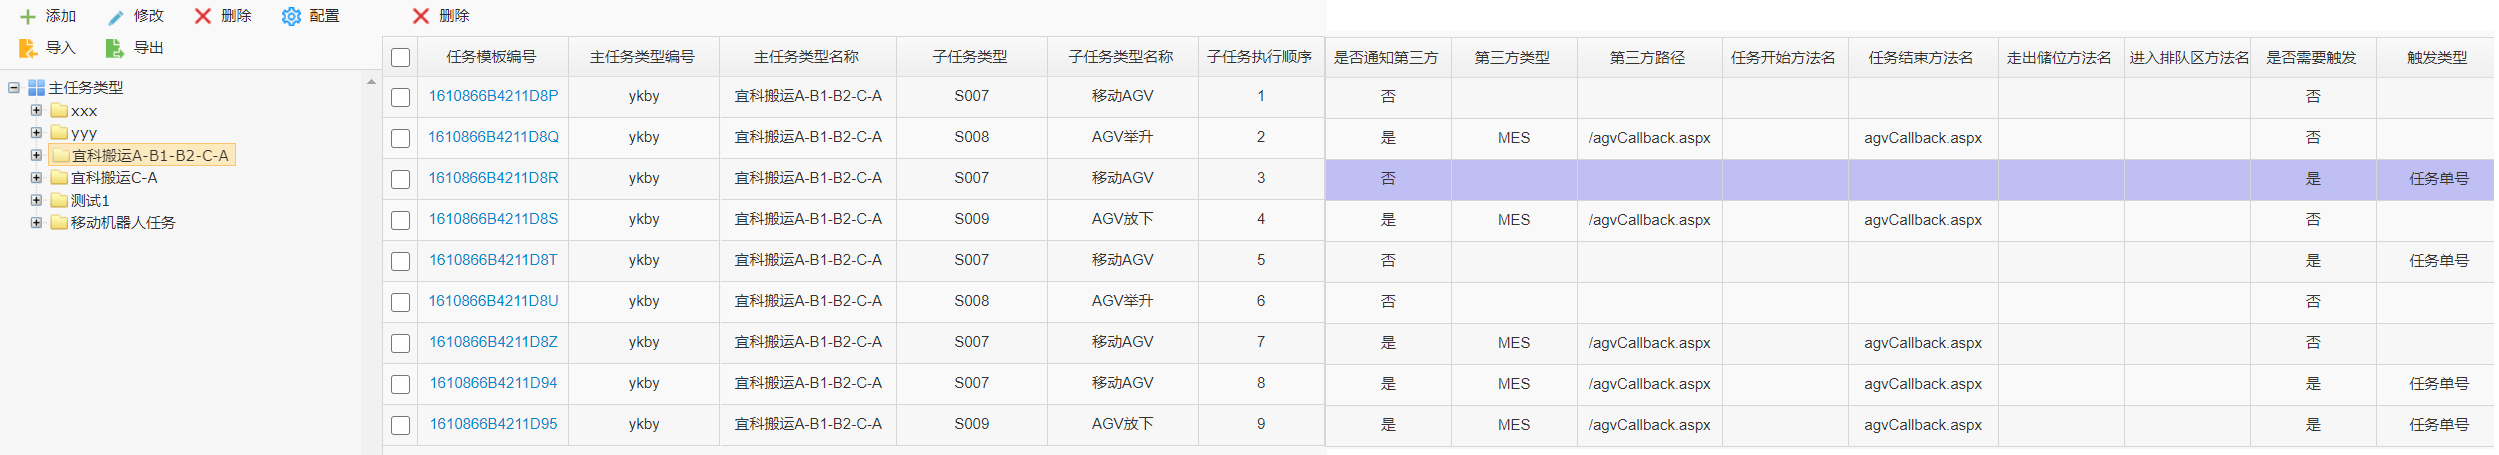 添加 修改 删除 配置 删除
导入 导出
主任务类型
xxx
yyy
宜科搬运A-B1-B2-C-A
宜科搬运C-A
测试1
移动机器人任务
任务模板编号 主任务类型编号 主任务类型名称 子任务类型 子任务类型名称 子任务执行顺序 是否通知第三方 第三方类型 第三方路径 任务开始方法名 任务结束方法名 走出储位方法名 进入排队区方法名 是否需要触发 触发类型
1610866B4211D8P ykby 宜科搬运A-B1-B2-C-A S007 移动AGV 1 否 否
1610866B4211D8Q ykby 宜科搬运A-B1-B2-C-A S008 AGV举升 2 是 MES /agvCallback.aspx agvCallback.aspx 否
1610866B4211D8R ykby 宜科搬运A-B1-B2-C-A S007 移动AGV 3 否 是 任务单号
1610866B4211D8S ykby 宜科搬运A-B1-B2-C-A S009 AGV放下 4 是 MES /agvCallback.aspx agvCallback.aspx 否
1610866B4211D8T ykby 宜科搬运A-B1-B2-C-A S007 移动AGV 5 否 是 任务单号
1610866B4211D8U ykby 宜科搬运A-B1-B2-C-A S008 AGV举升 6 否 否
1610866B4211D8Z ykby 宜科搬运A-B1-B2-C-A S007 移动AGV 7 是 MES /agvCallback.aspx agvCallback.aspx 否
1610866B4211D94 ykby 宜科搬运A-B1-B2-C-A S007 移动AGV 8 是 MES /agvCallback.aspx agvCallback.aspx 是 任务单号
1610866B4211D95 ykby 宜科搬运A-B1-B2-C-A S009 AGV放下 9 是 MES /agvCallback.aspx agvCallback.aspx 是 任务单号